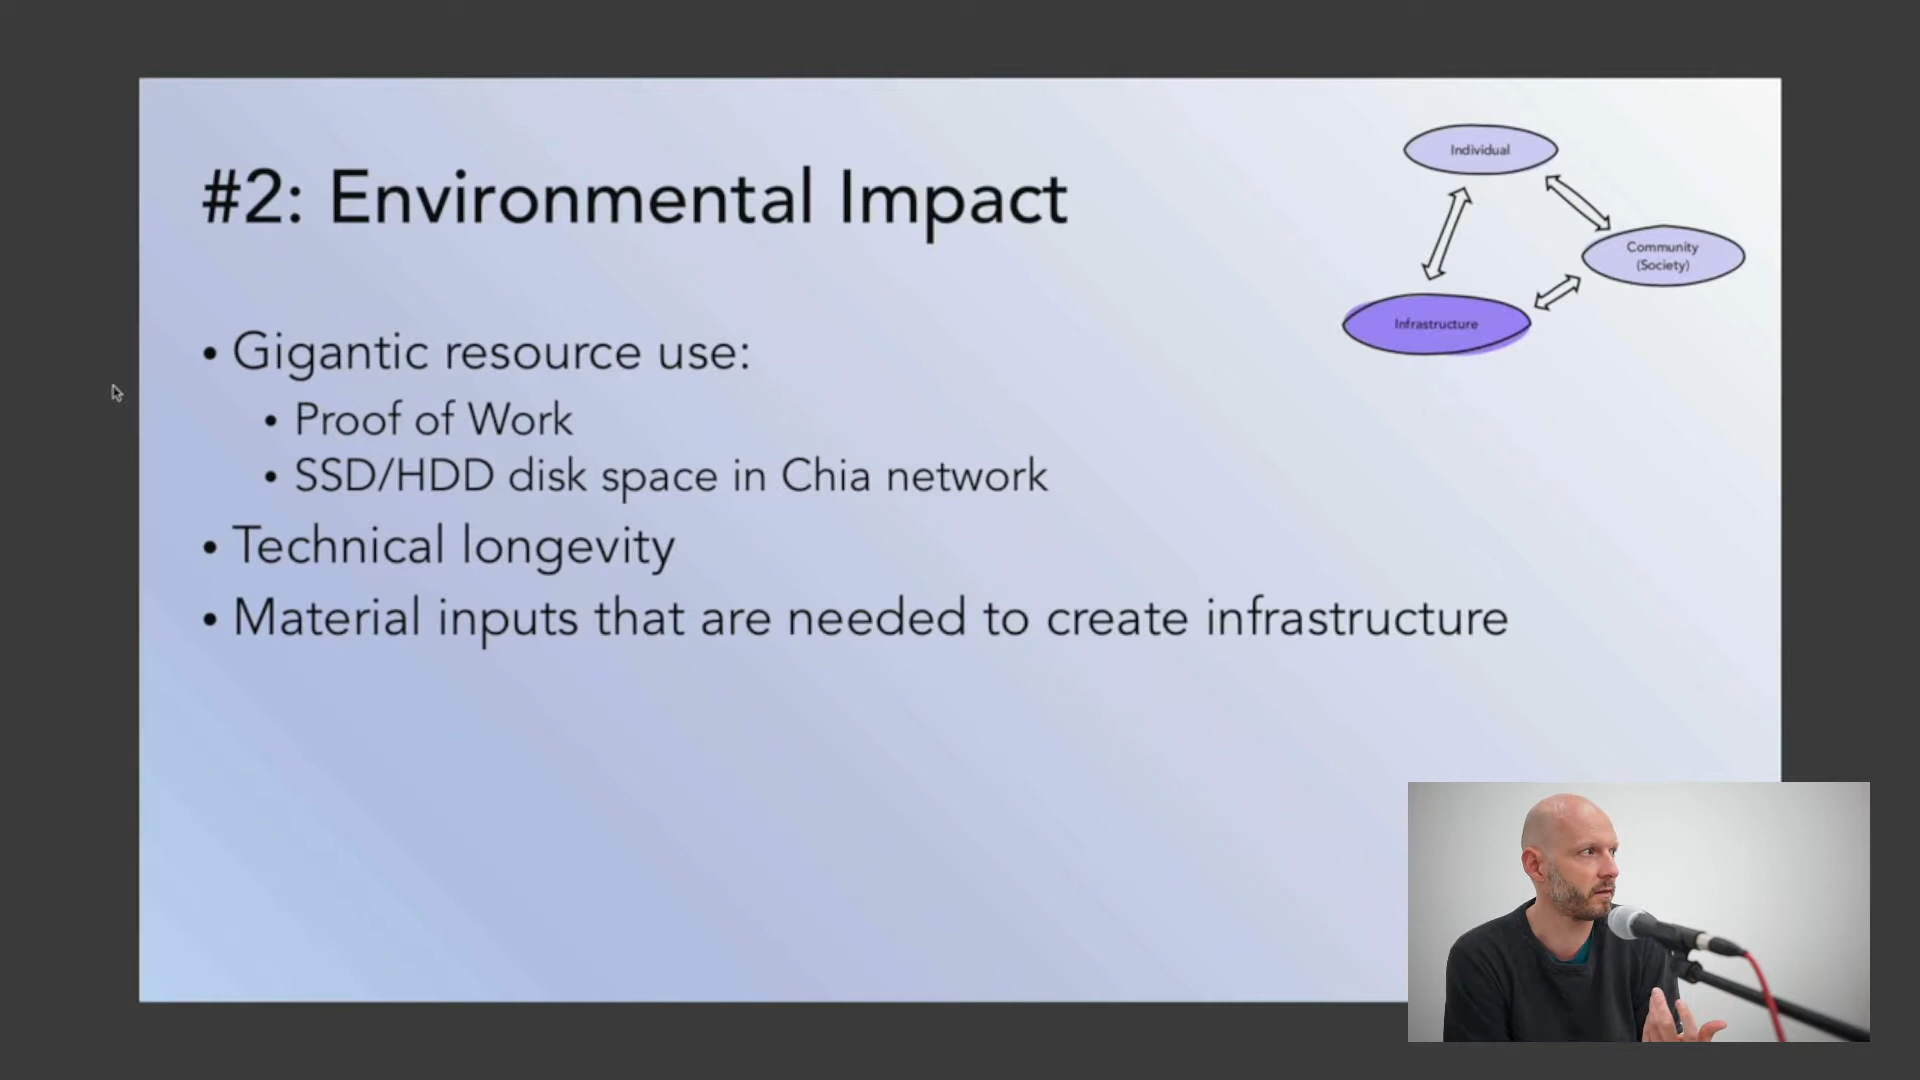 #2: Environmental Impact
Individual
Community
(Society)
Infrastructure
• Gigantic resource use:
• Proof of Work
• SSD/HDD disk space in Chia network
• Technical longevity
• Material inputs that are needed to create infrastructure